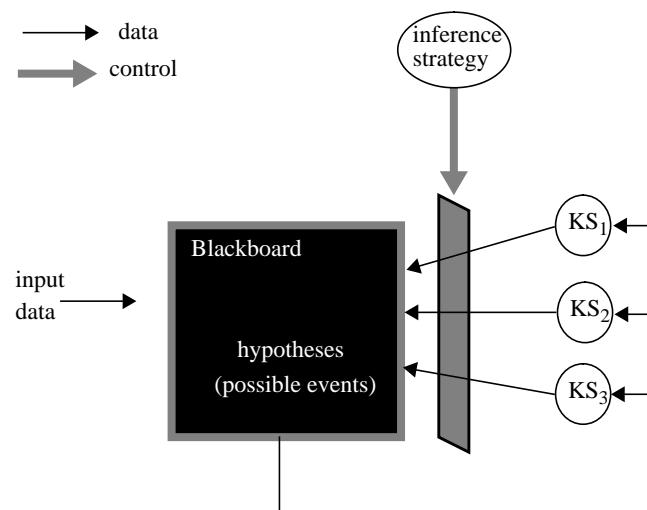 data
control
inference
strategy
Blackboard
input
data
hypotheses
(possible events)
KS1
KS2
KS3